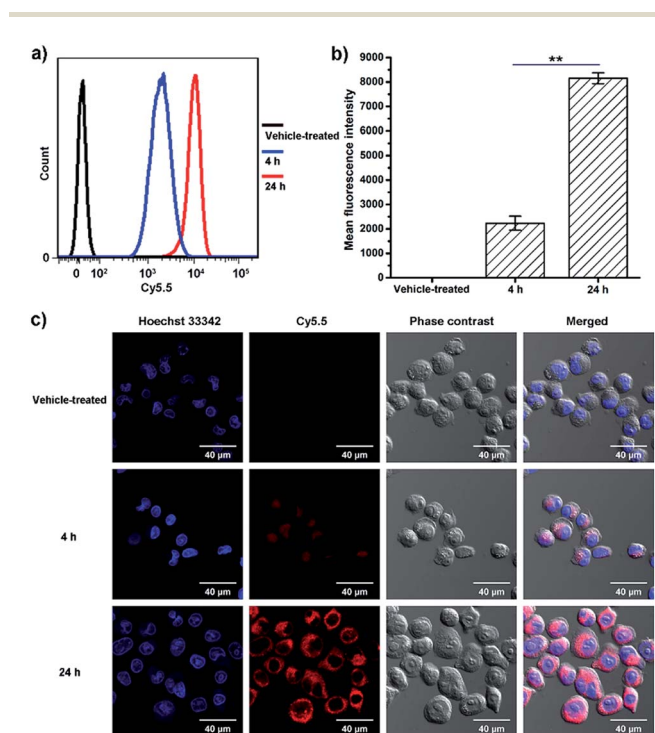 a)
Count
0
0 10² 10³ 10⁴ 10⁵
Cy5.5
Vehicle-treated
4 h
24 h
b)
Mean fluorescence intensity
9000
8000
7000
6000
5000
4000
3000
2000
1000
0
**
Vehicle-treated 4 h 24 h
c)
Hoechst 33342 Cy5.5 Phase contrast Merged
Vehicle-treated
40 µm 40 µm 40 µm 40 µm
4 h
40 µm 40 µm 40 µm 40 µm
24 h
40 µm 40 µm 40 µm 40 µm